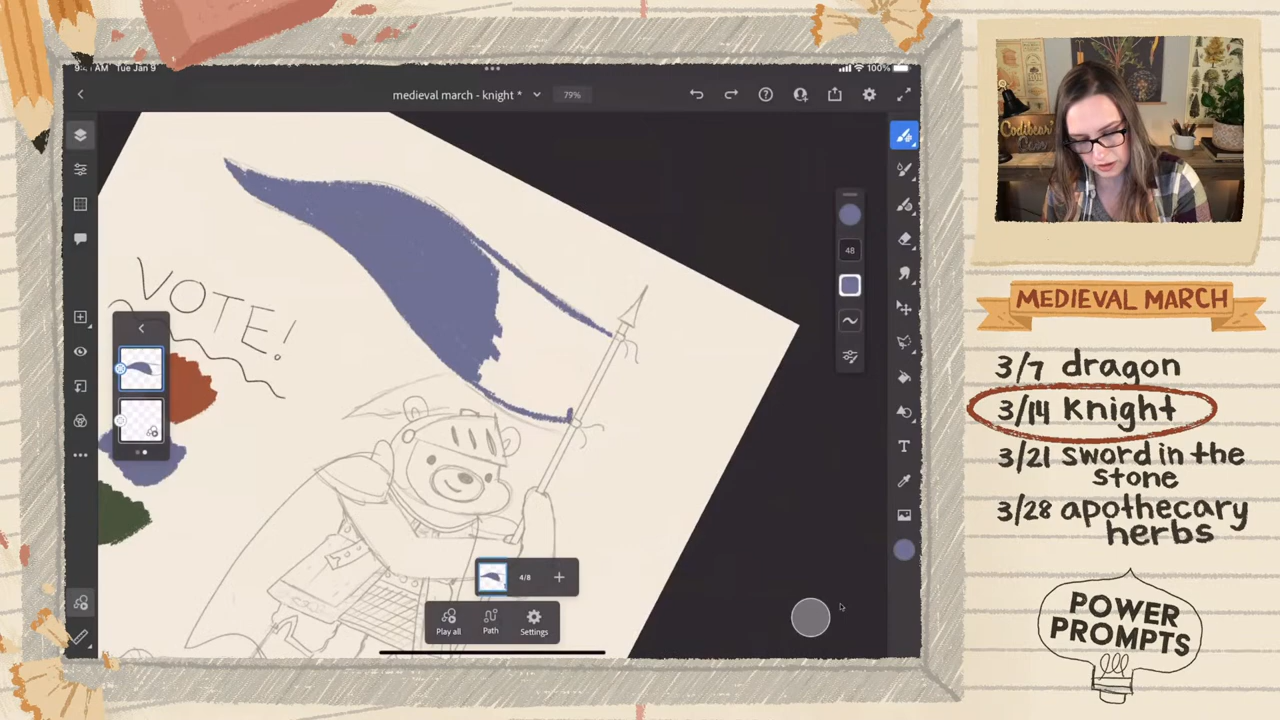 Tue Jan 9
100%
medieval march - knight *
79%
48
VOTE!
4/8
Play all
Path
Settings
T
MEDIEVAL MARCH
3/7 dragon
3/14 knight
3/21 sword in the
stone
3/28 apothecary
herbs
POWER
PROMPTS